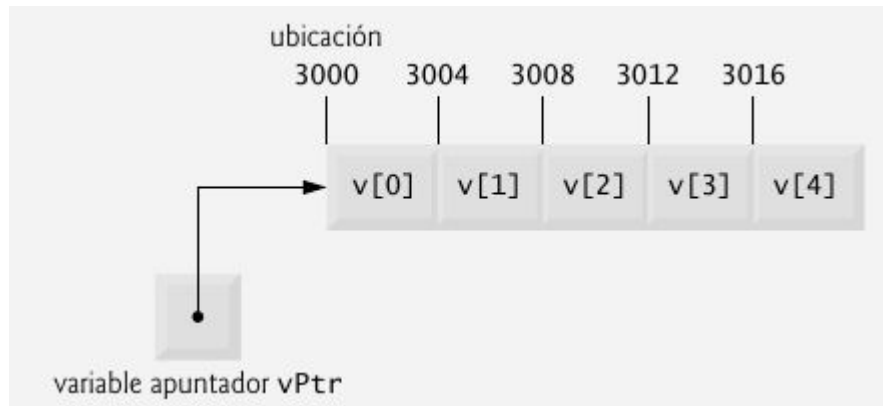 ubicación
3000 3004 3008 3012 3016
v[0] v[1] v[2] v[3] v[4]
variable apuntador vPtr